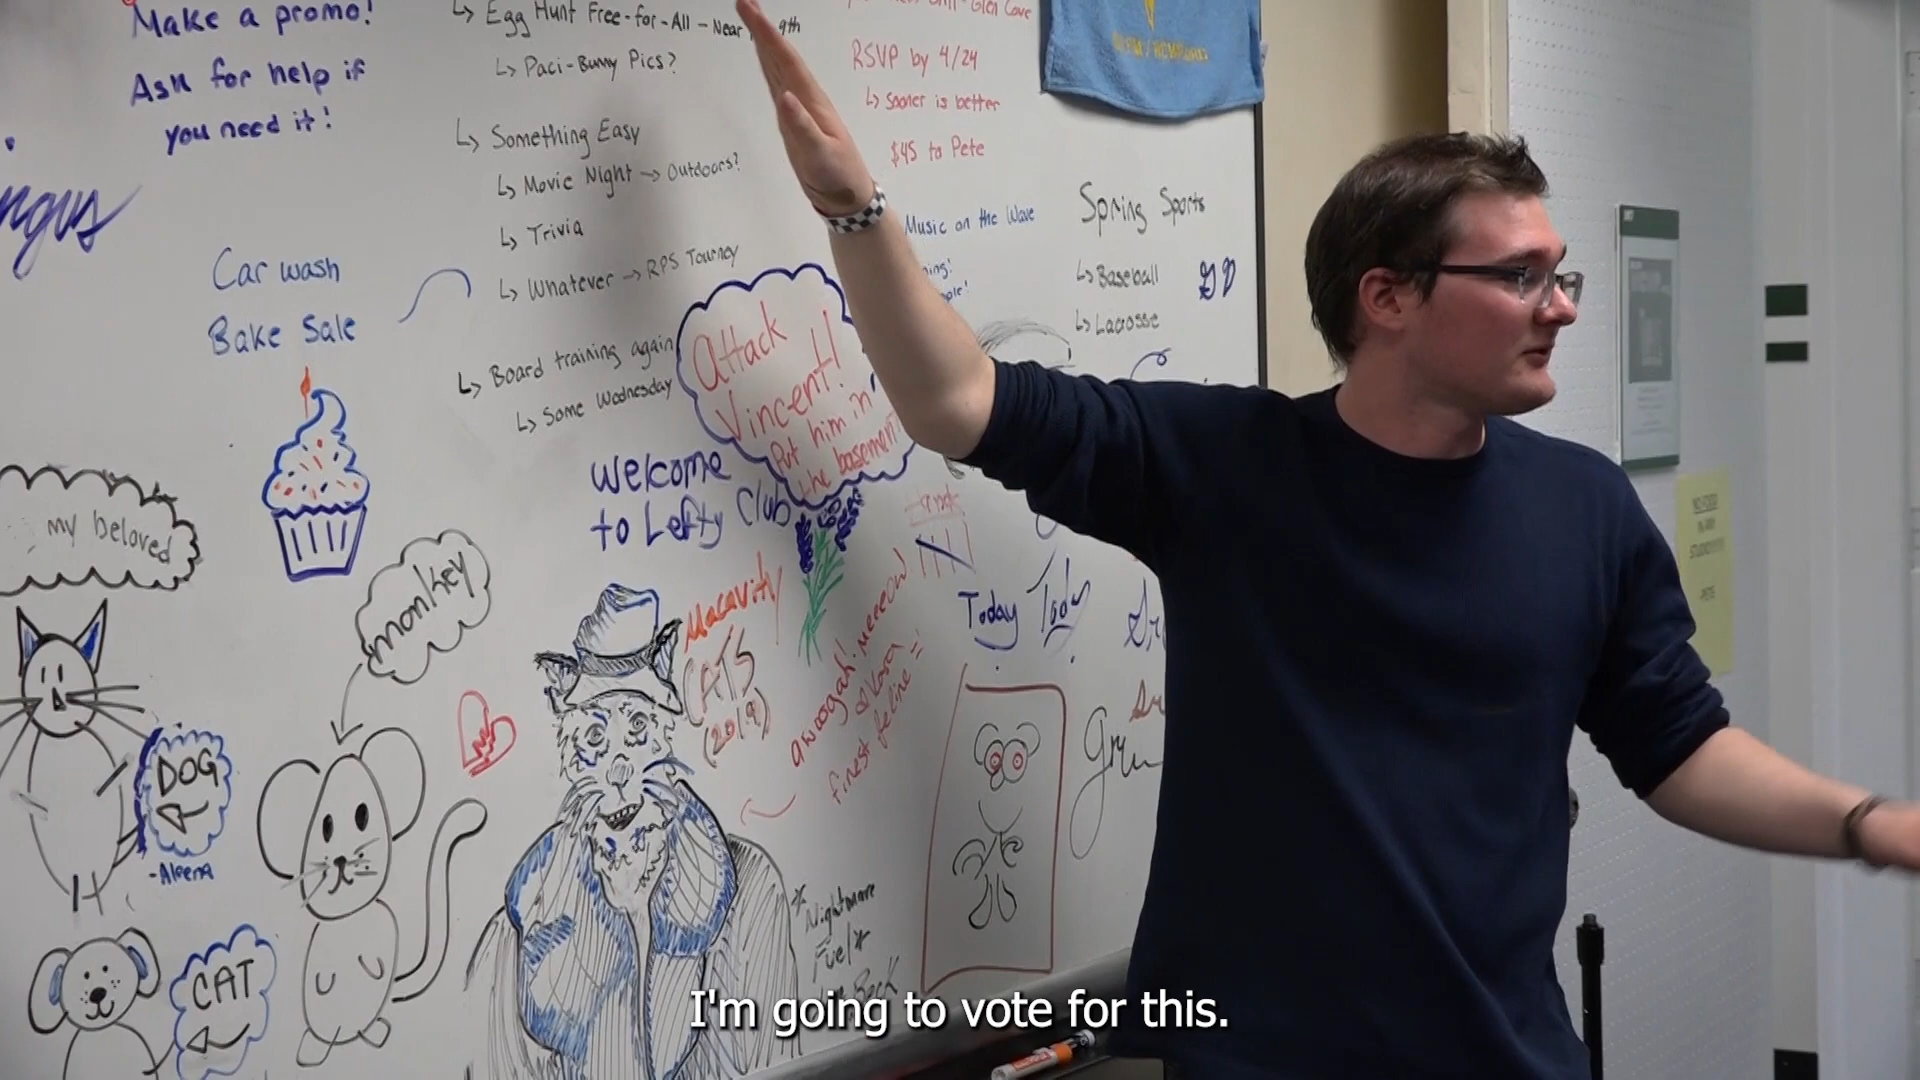 Make a promo!
Ask for help if
you need it!
Car wash
Bake Sale
↳ Egg Hunt Free-for-All - Near 9th
↳ Paci-Bunny Pics?
↳ Something Easy
↳ Movie Night → Outdoors?
↳ Trivia
↳ Whatever → RPS Tourney
↳ Board training again
↳ Some Wednesday
RSVP by 4/24
↳ Sooner is better
$45 to Pete
Music on the Wave
Spring Sports
↳ Baseball
↳ Lacrosse
Attack
Vincent!
Put him in
the basement
Welcome
to Lefty Club
my beloved
monkey
DOG
-Aleena
CAT
Macavity
CATS
(2019)
awoogah! meeeow
finest feline
Today Tody
*Nightmare
Fuel*
I'm going to vote for this.